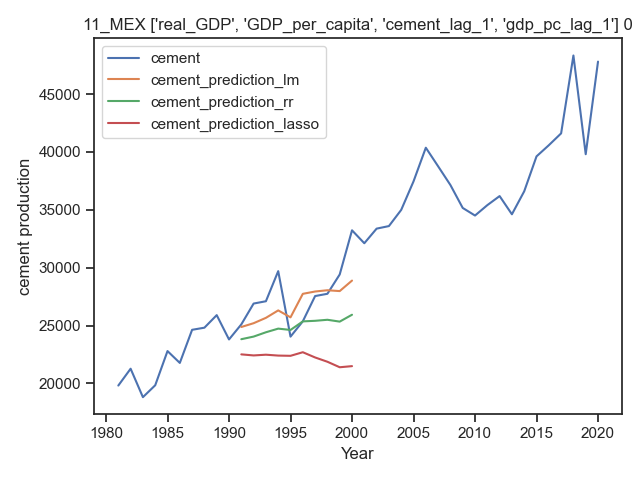 11_MEX ['real_GDP', 'GDP_per_capita', 'cement_lag_1', 'gdp_pc_lag_1'] 0
cement
cement_prediction_lm
cement_prediction_rr
cement_prediction_lasso
cement production
45000
40000
35000
30000
25000
20000
1980 1985 1990 1995 2000 2005 2010 2015 2020
Year